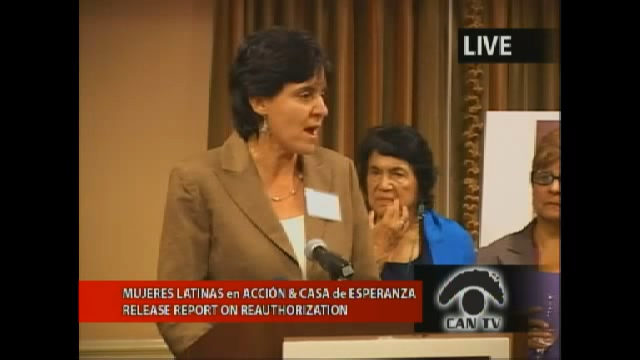 LIVE
MUJERES LATINAS en ACCIÓN & CASA de ESPERANZA
RELEASE REPORT ON REAUTHORIZATION
CAN TV